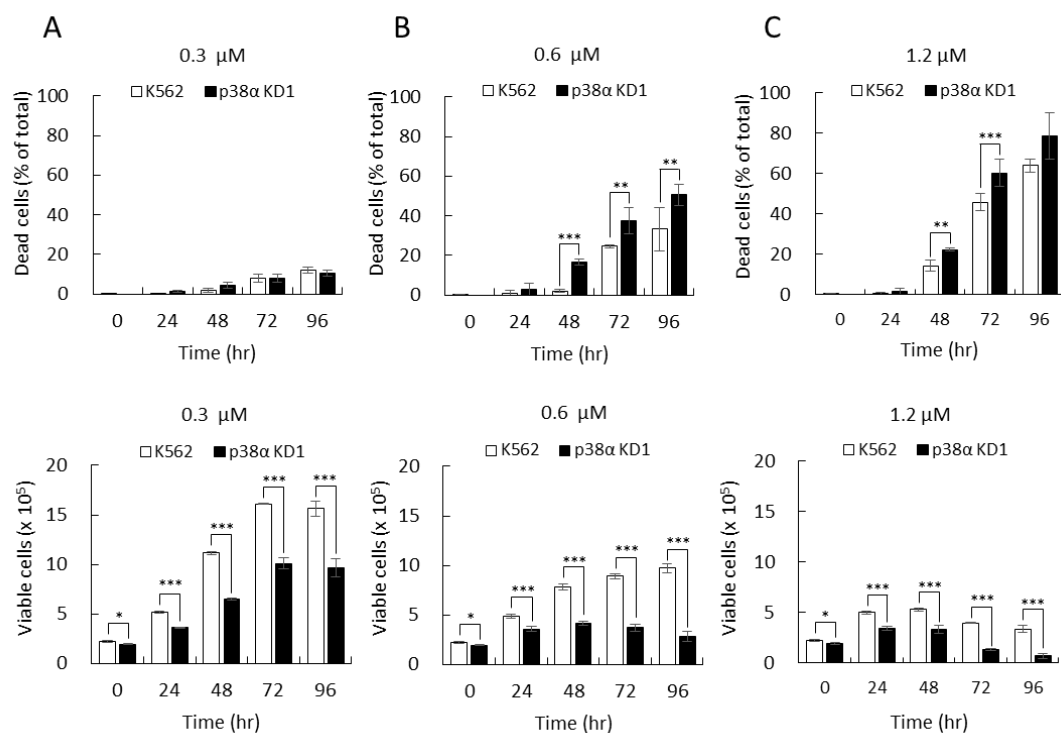 A
0.3 μM
K562 p38α KD1
Dead cells (% of total)
100
80
60
40
20
0
0 24 48 72 96
Time (hr)
B
0.6 μM
K562 p38α KD1
Dead cells (% of total)
100
80
60
40
20
0
***
**
**
0 24 48 72 96
Time (hr)
C
1.2 μM
K562 p38α KD1
Dead cells (% of total)
100
80
60
40
20
0
**
***
0 24 48 72 96
Time (hr)
0.3 μM
K562 p38α KD1
Viable cells (x 10⁵)
20
15
10
5
0
*
***
***
***
***
0 24 48 72 96
Time (hr)
0.6 μM
K562 p38α KD1
Viable cells (x 10⁵)
20
15
10
5
0
*
***
***
***
***
0 24 48 72 96
Time (hr)
1.2 μM
K562 p38α KD1
Viable cells (x 10⁵)
20
15
10
5
0
*
***
***
***
***
0 24 48 72 96
Time (hr)